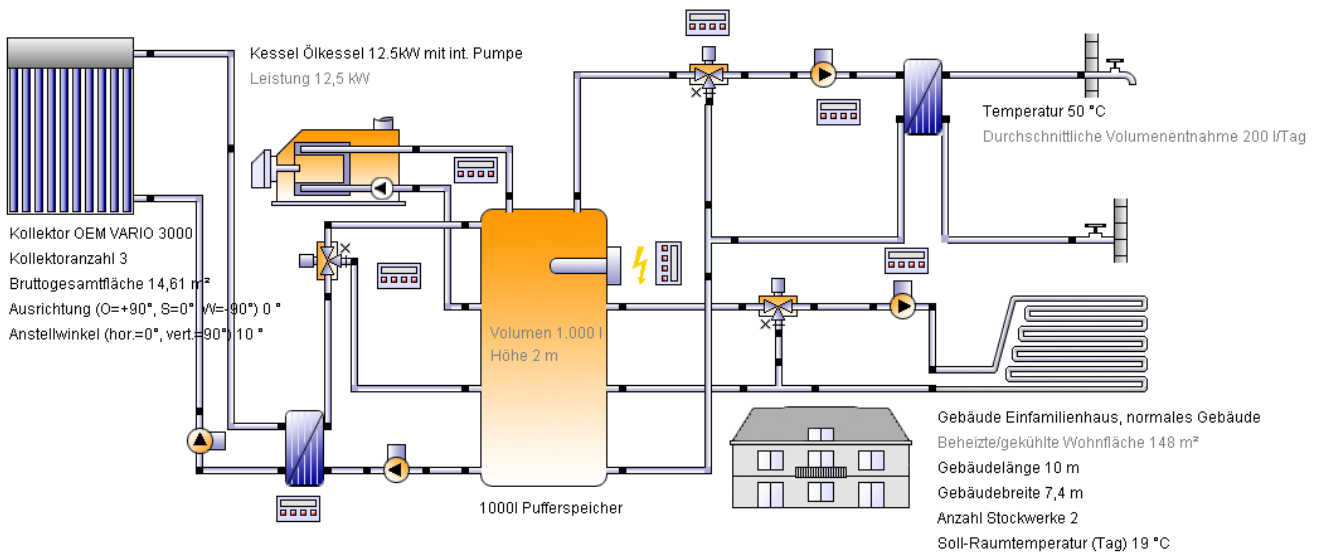 Kessel Ölkessel 12.5kW mit int. Pumpe
Leistung 12,5 kW
Temperatur 50 °C
Durchschnittliche Volumenentnahme 200 l/Tag
Kollektor OEM VARIO 3000
Kollektoranzahl 3
Bruttogesamtfläche 14,61 m²
Ausrichtung (O=+90°, S=0° ,W=-90°) 0 °
Anstellwinkel (hor.=0°, vert.=90°) 10 °
Volumen 1.000 l
Höhe 2 m
1000l Pufferspeicher
Gebäude Einfamilienhaus, normales Gebäude
Beheizte/gekühlte Wohnfläche 148 m²
Gebäudelänge 10 m
Gebäudebreite 7,4 m
Anzahl Stockwerke 2
Soll-Raumtemperatur (Tag) 19 °C